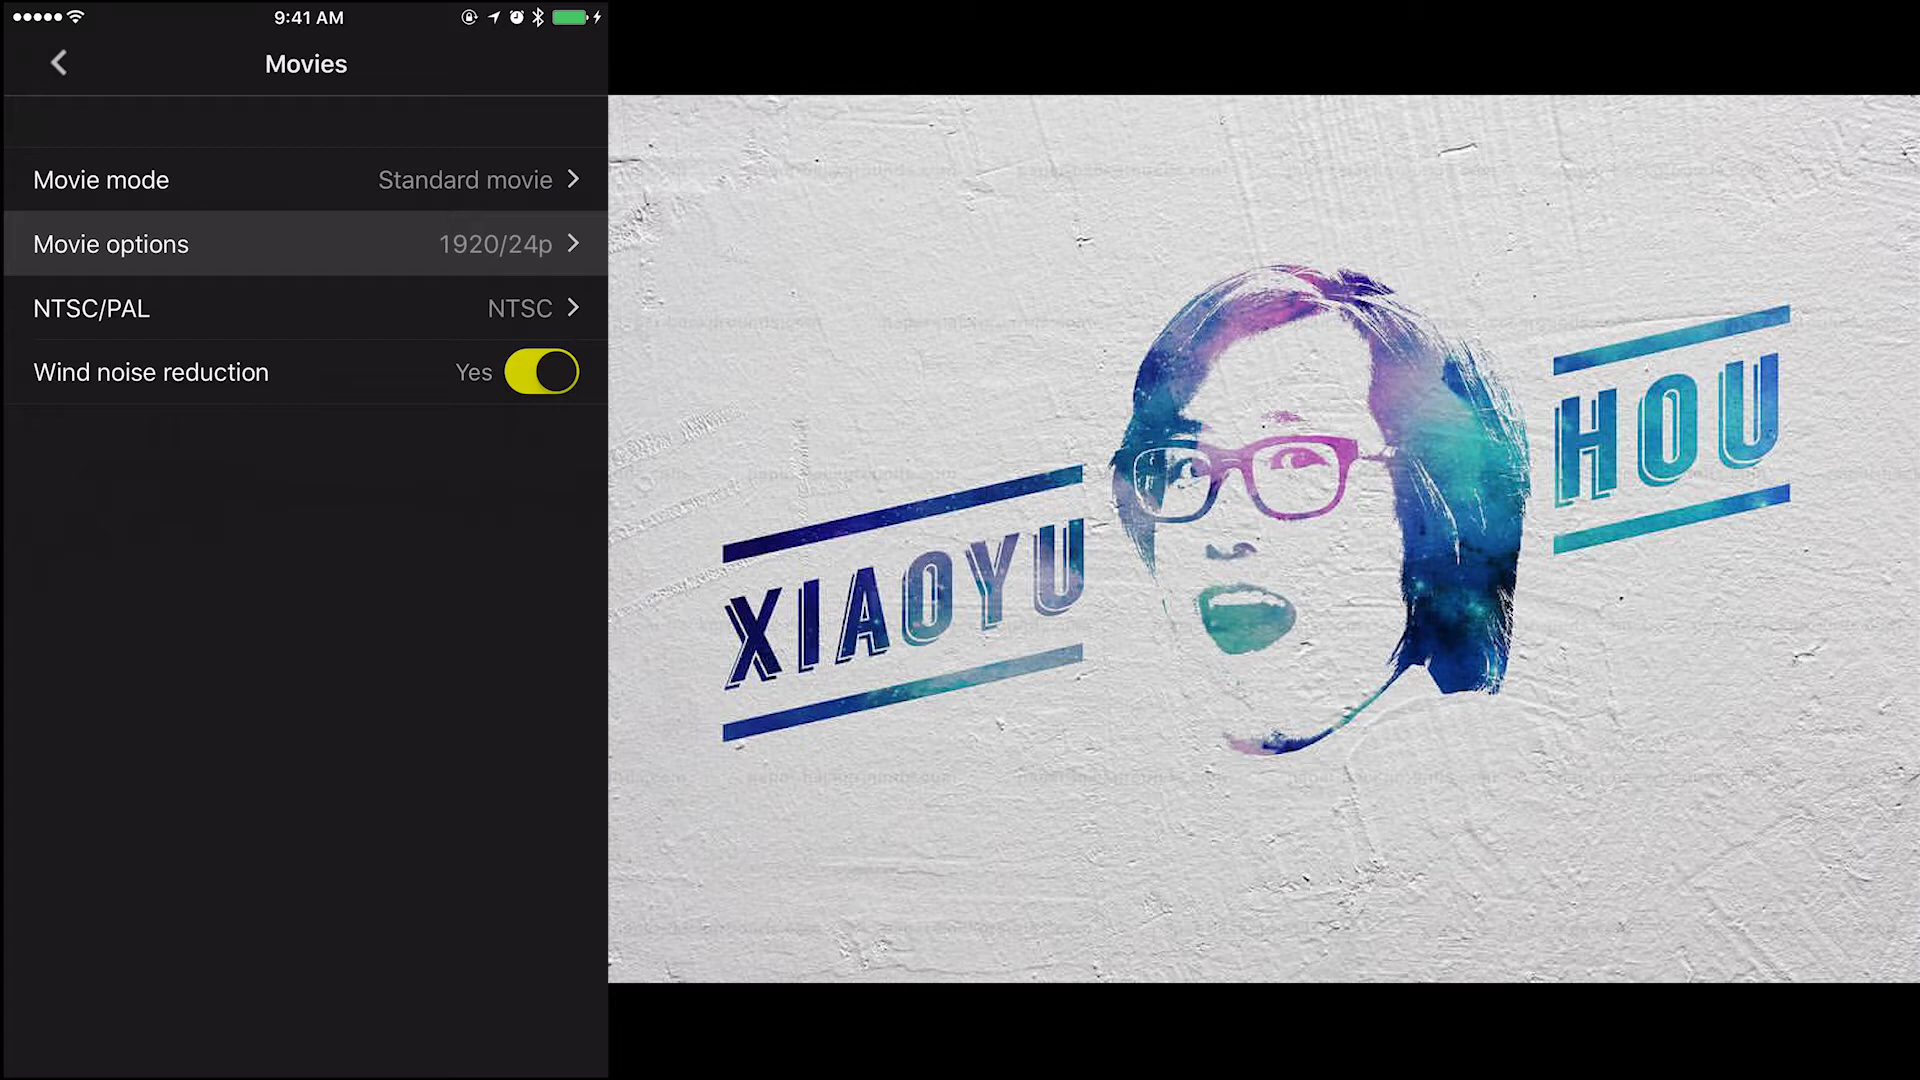 9:41 AM
Movies
Movie mode Standard movie
Movie options 1920/24p
NTSC/PAL NTSC
Wind noise reduction Yes
XIAOYU
HOU